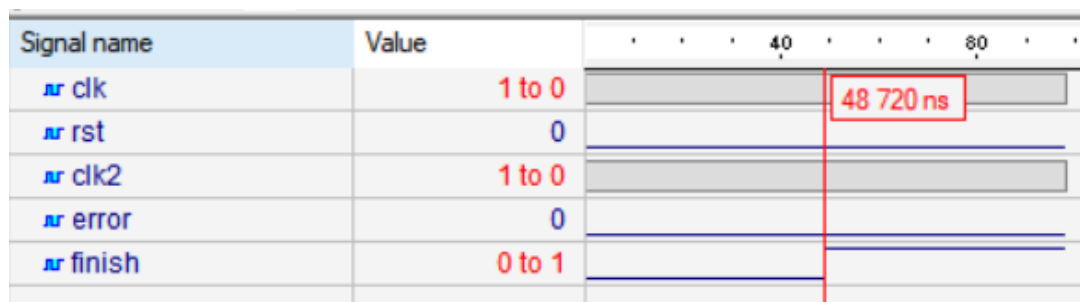 Signal name Value 40 80
clk 1 to 0 48 720 ns
rst 0
clk2 1 to 0
error 0
finish 0 to 1